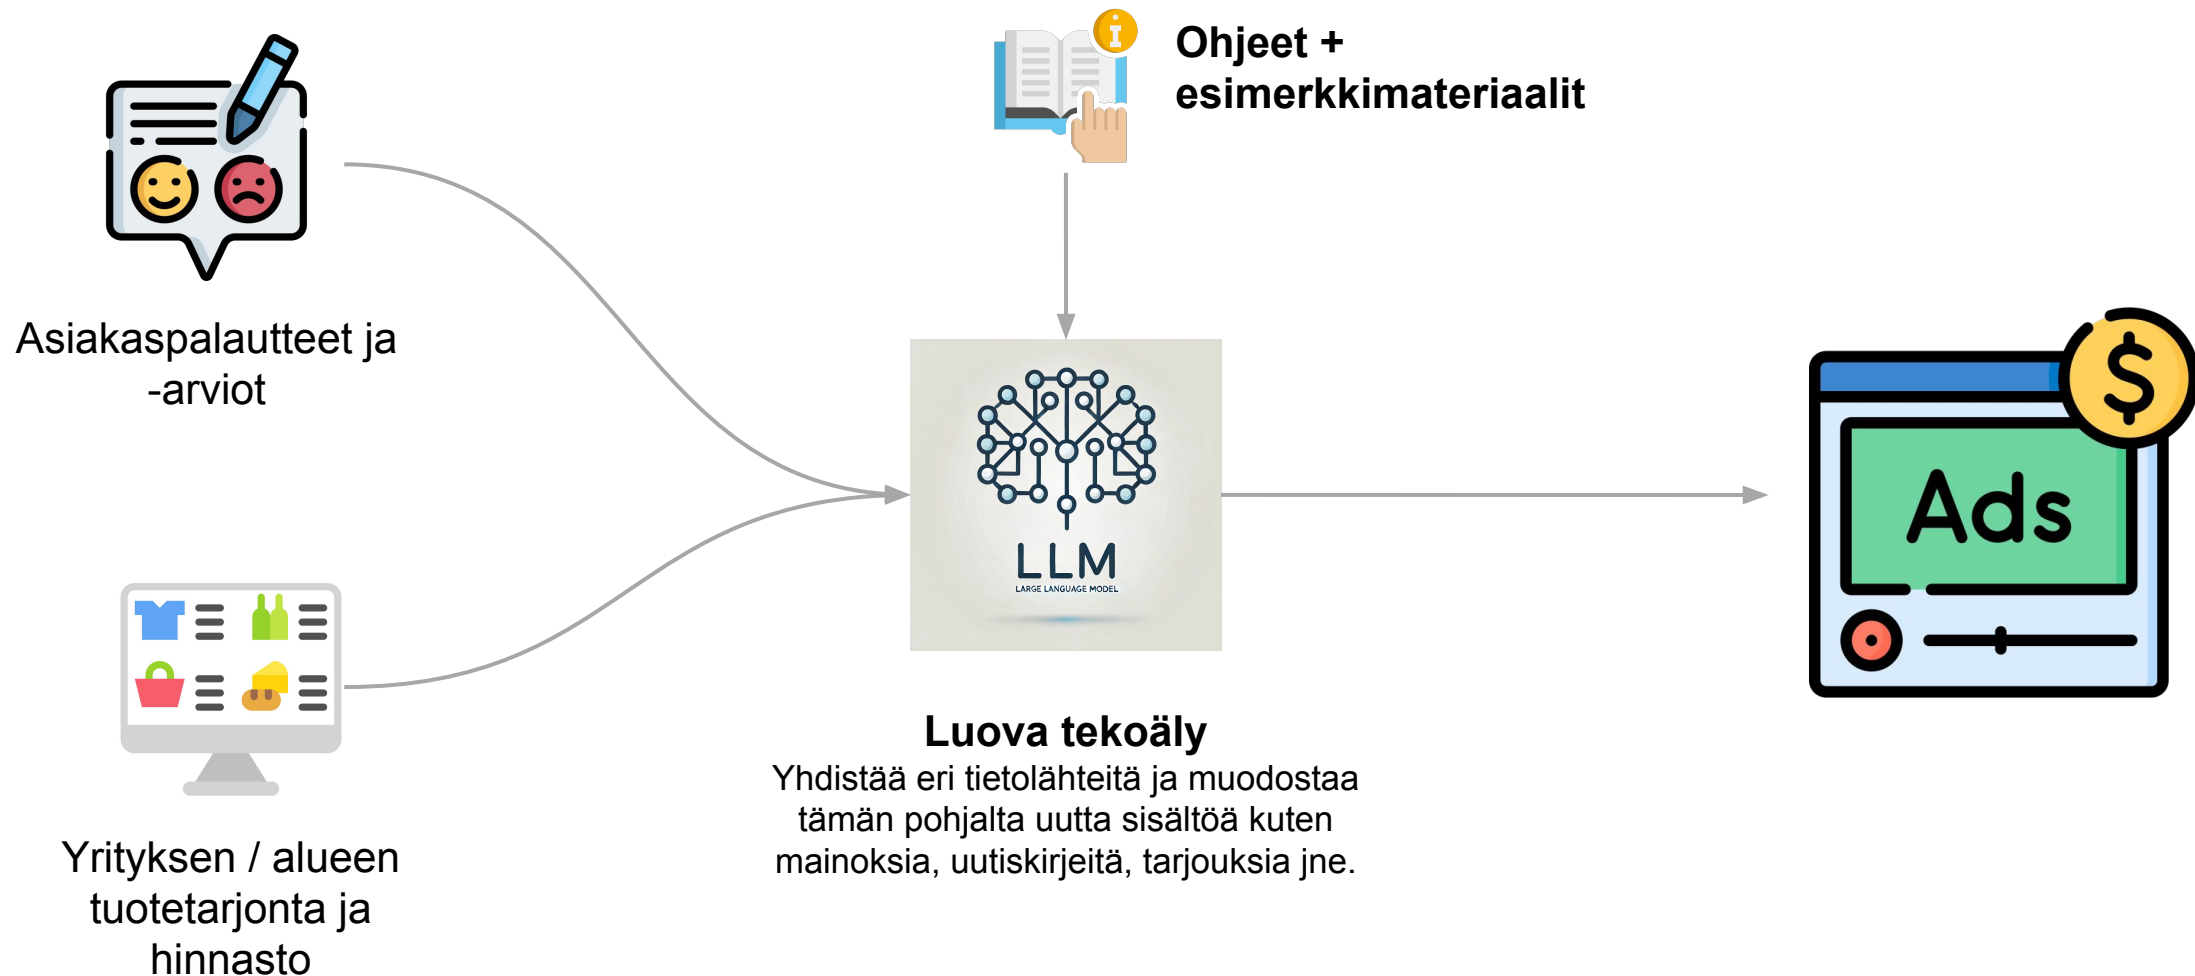 Ohjeet +
esimerkkimateriaalit
Asiakaspalautteet ja
-arviot
LLM
LARGE LANGUAGE MODEL
$
Ads
Luova tekoäly
Yhdistää eri tietolähteitä ja muodostaa
tämän pohjalta uutta sisältöä kuten
mainoksia, uutiskirjeitä, tarjouksia jne.
Yrityksen / alueen
tuotetarjonta ja
hinnasto